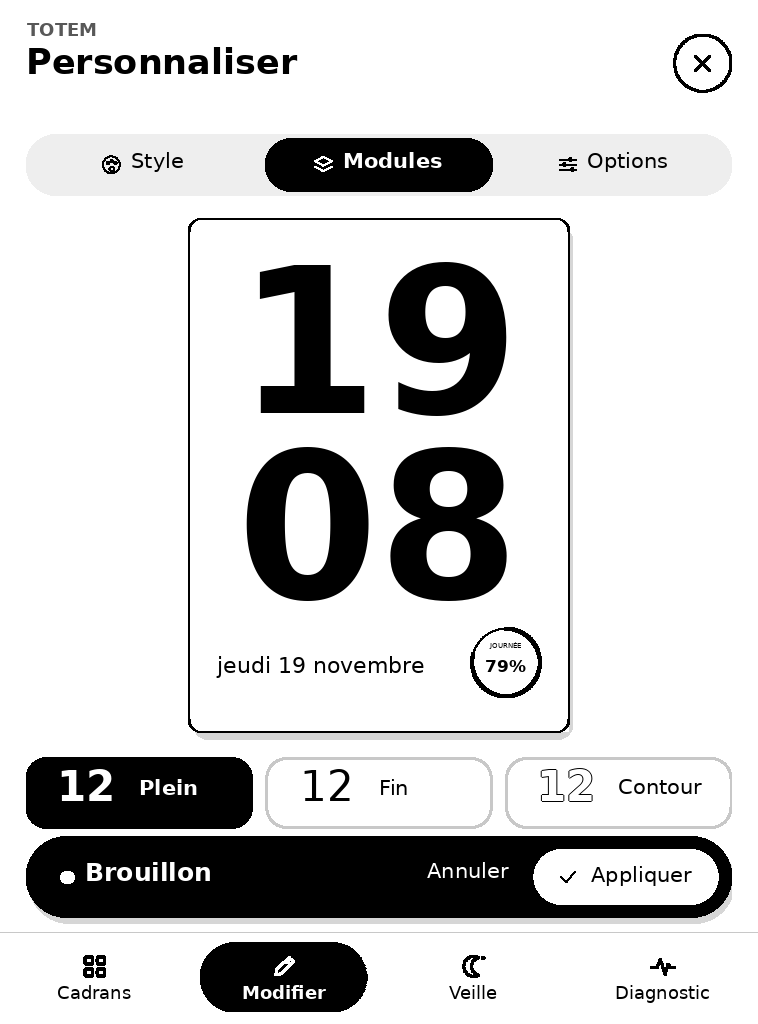 TOTEM
Personnaliser
Style
Modules
Options
19
08
jeudi 19 novembre
JOURNÉE
79%
12 Plein
12 Fin
12 Contour
Brouillon
Annuler
Appliquer
Cadrans
Modifier
Veille
Diagnostic